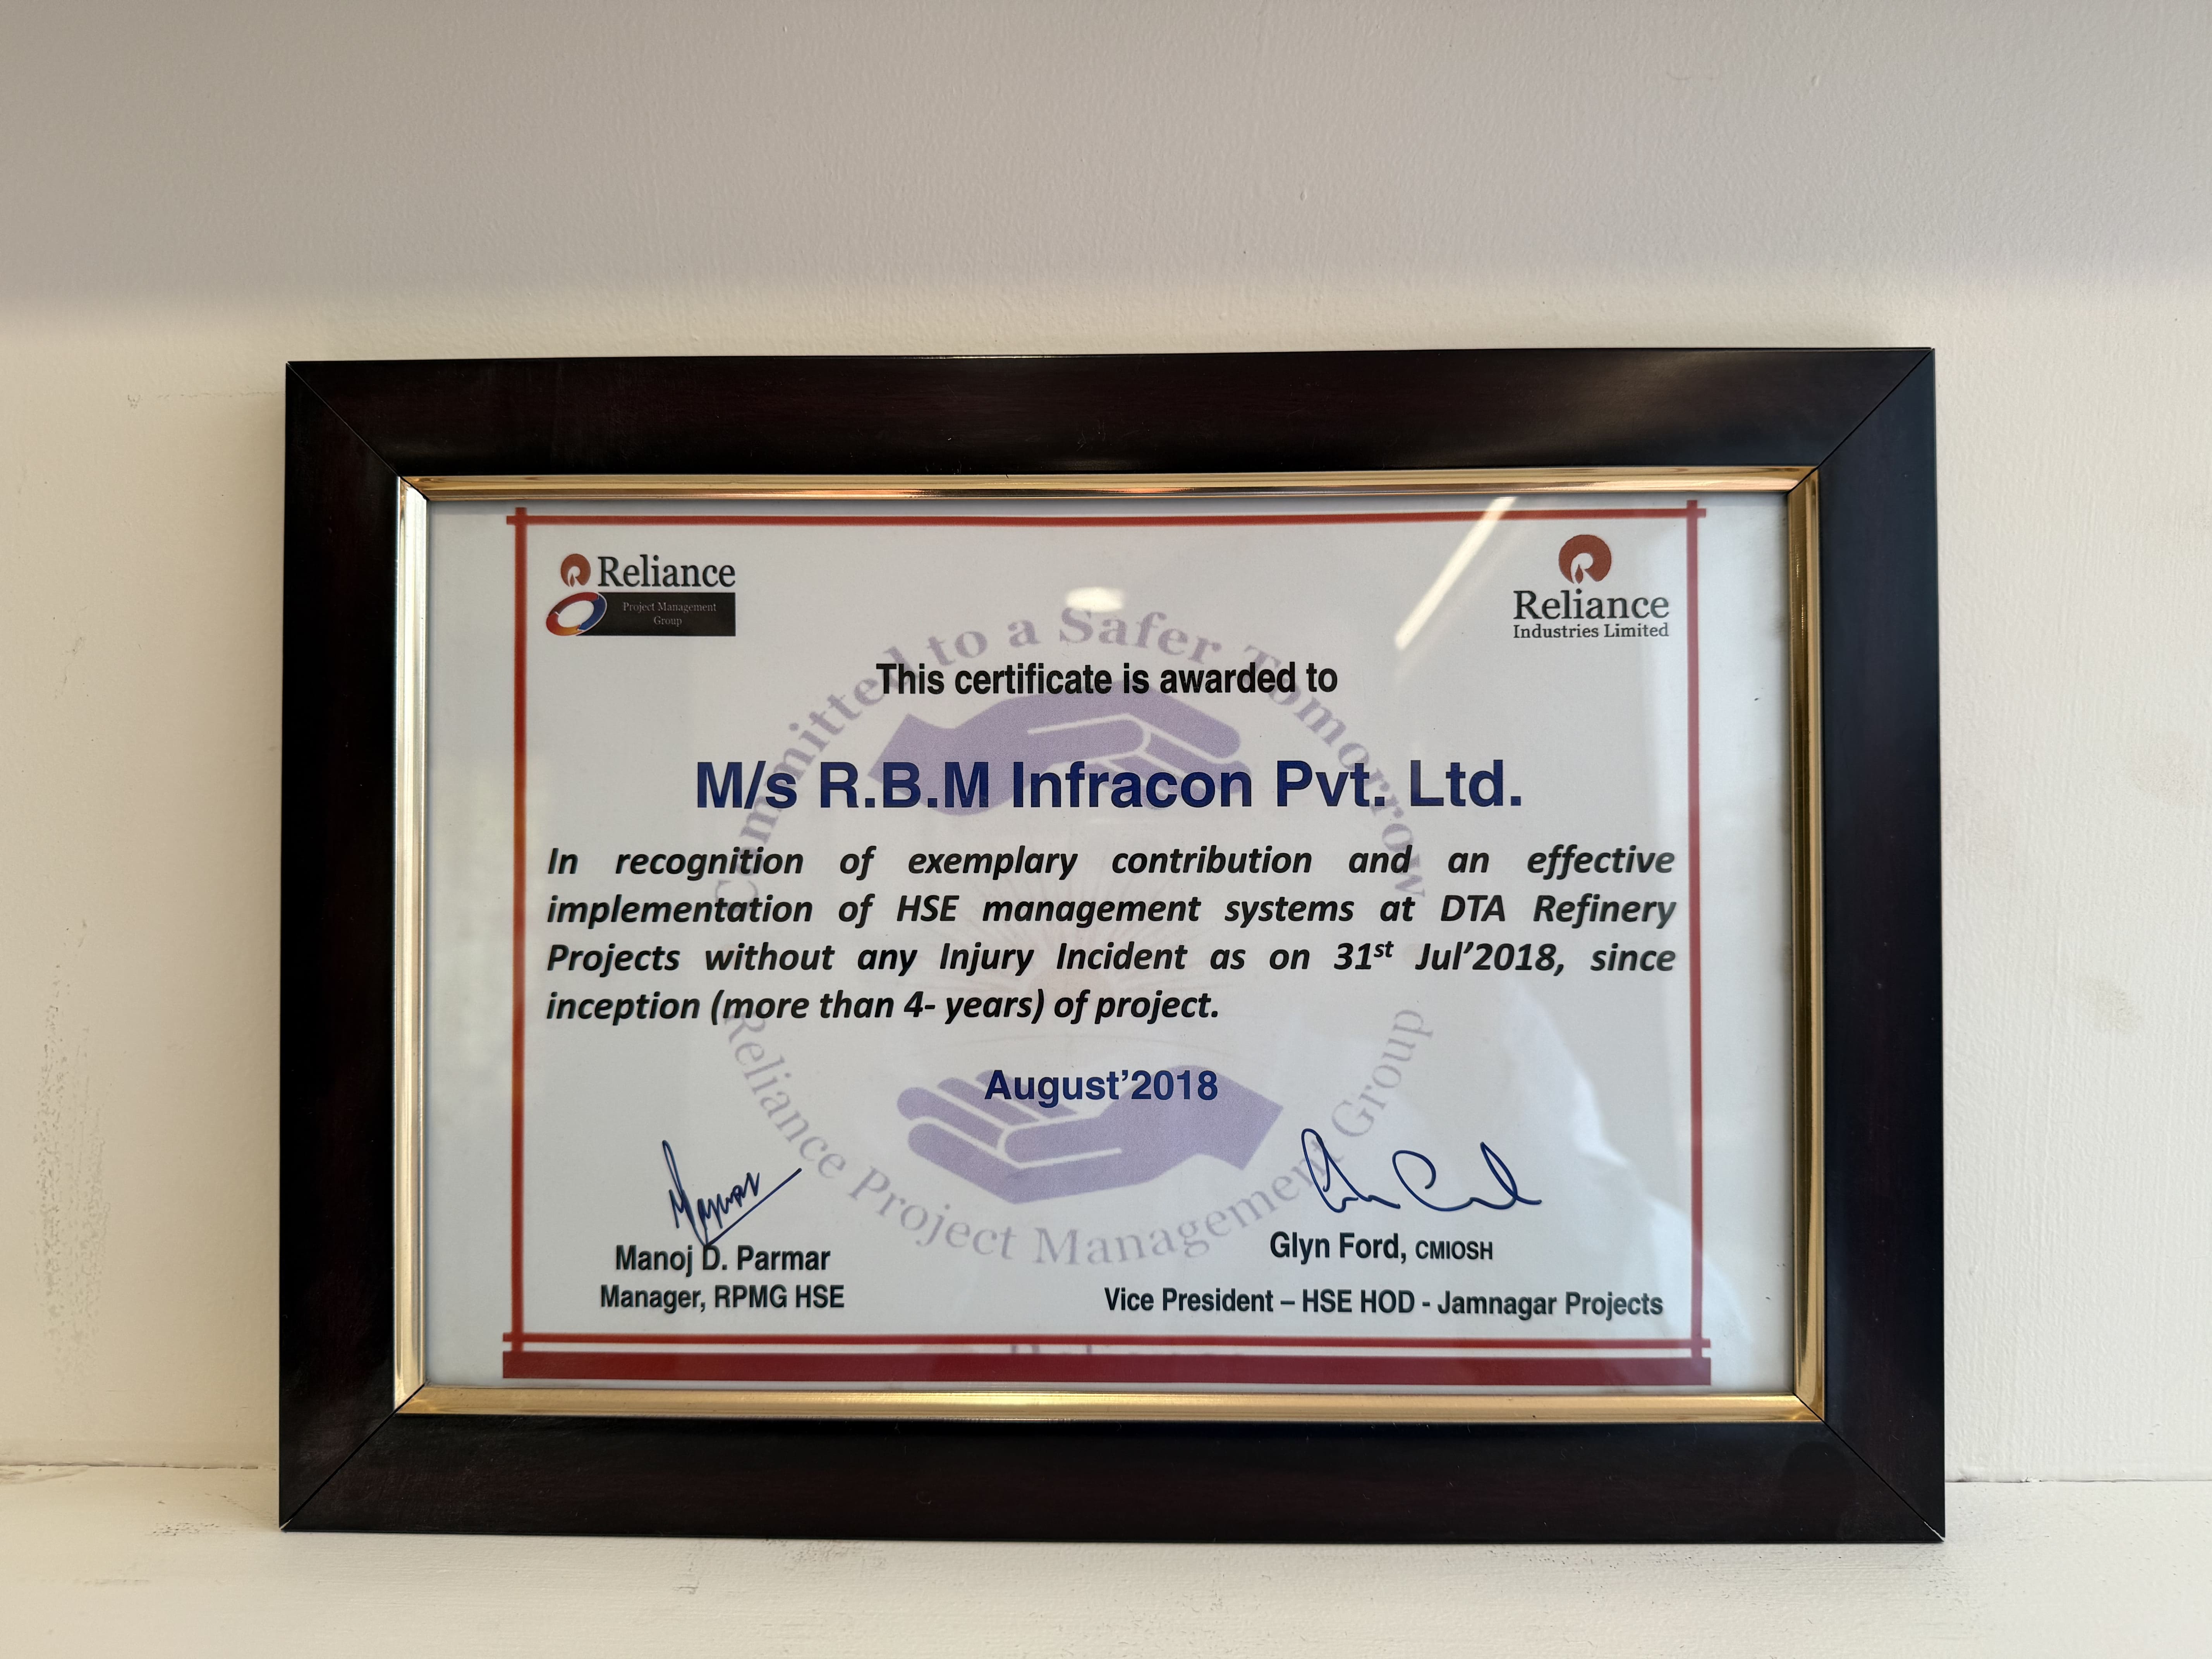 Reliance
Project Management
Group
Reliance
Industries Limited
Committed to a Safer Tomorrow
This certificate is awarded to
M/s R.B.M Infracon Pvt. Ltd.
In recognition of exemplary contribution and an effective
implementation of HSE management systems at DTA Refinery
Projects without any Injury Incident as on 31st Jul’2018, since
inception (more than 4- years) of project.
August’2018
Reliance Project Management Group
Manoj D. Parmar
Manager, RPMG HSE
Glyn Ford, CMIOSH
Vice President – HSE HOD - Jamnagar Projects